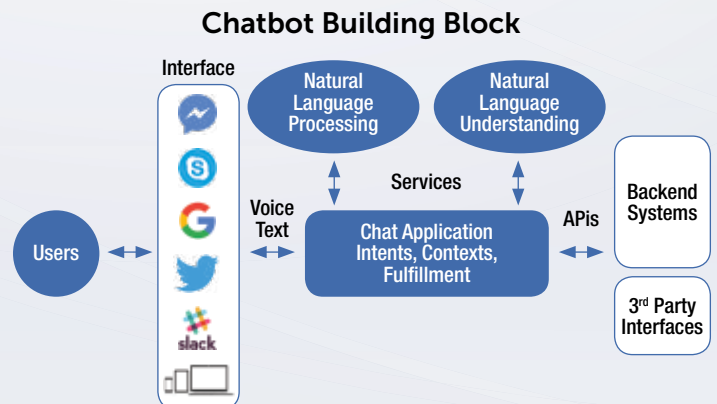 Chatbot Building Block
Interface
Natural
Language
Processing
Natural
Language
Understanding
Users
S
G
slack
Voice
Text
Services
Chat Application
Intents, Contexts,
Fulfillment
APis
Backend
Systems
3rd Party
Interfaces